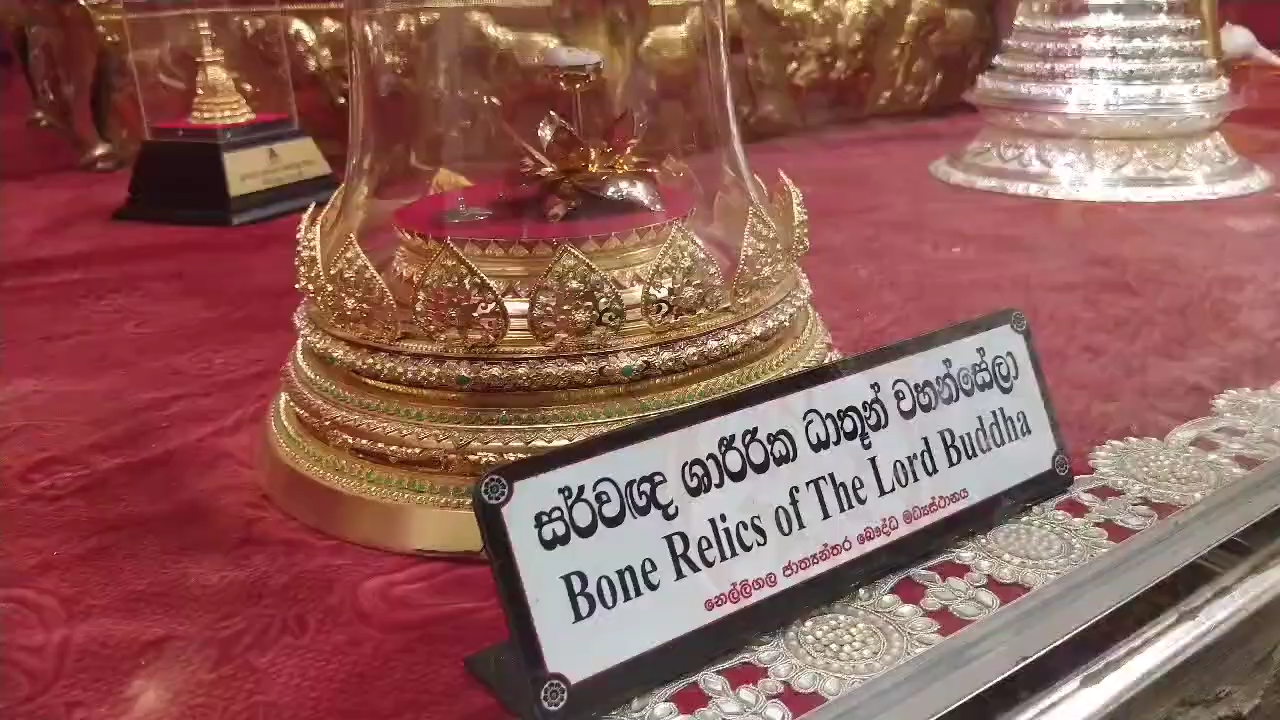 සර්වඥ ශාරීරික ධාතූන් වහන්සේලා
Bone Relics of The Lord Buddha
නෙල්ලිගල ජාත්‍යන්තර බෞද්ධ මධ්‍යස්ථානය